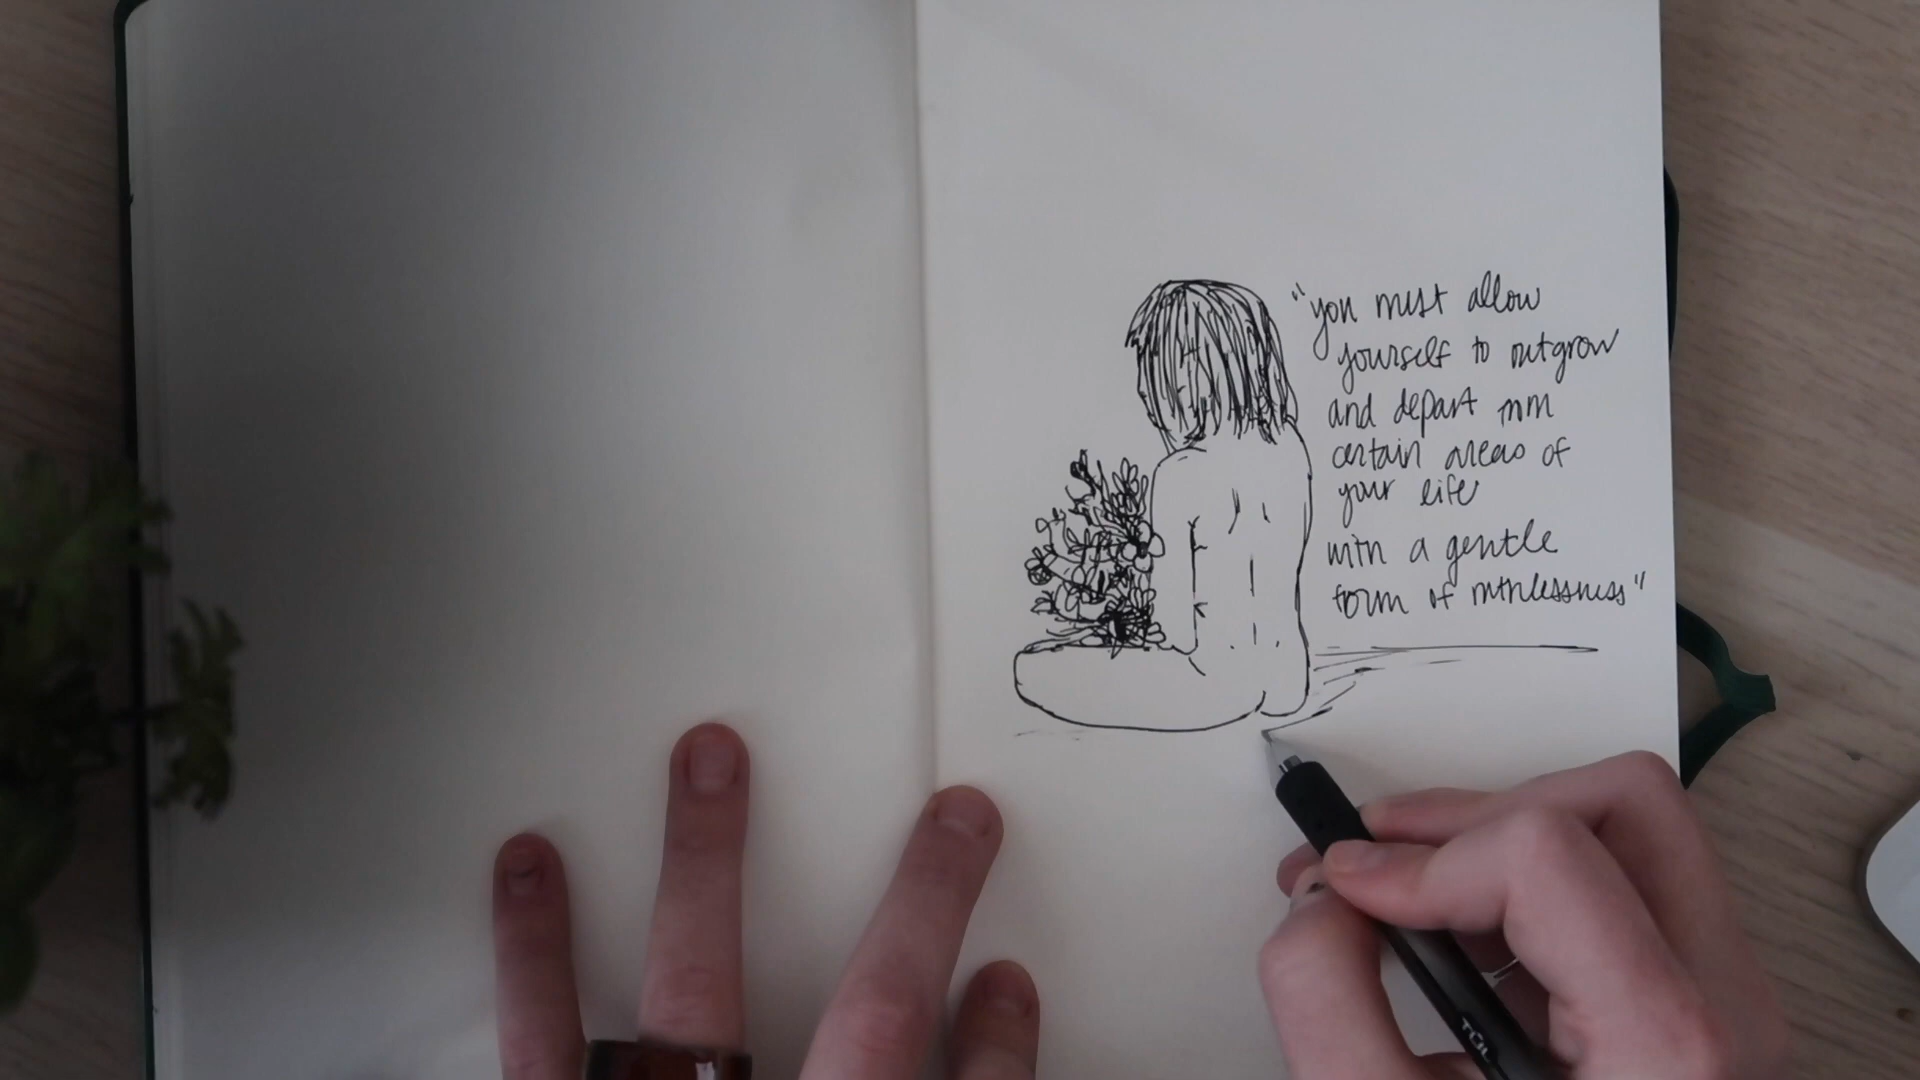 "you must allow
yourself to outgrow
and depart from
certain areas of
your life
with a gentle
form of ruthlessness"
TUL